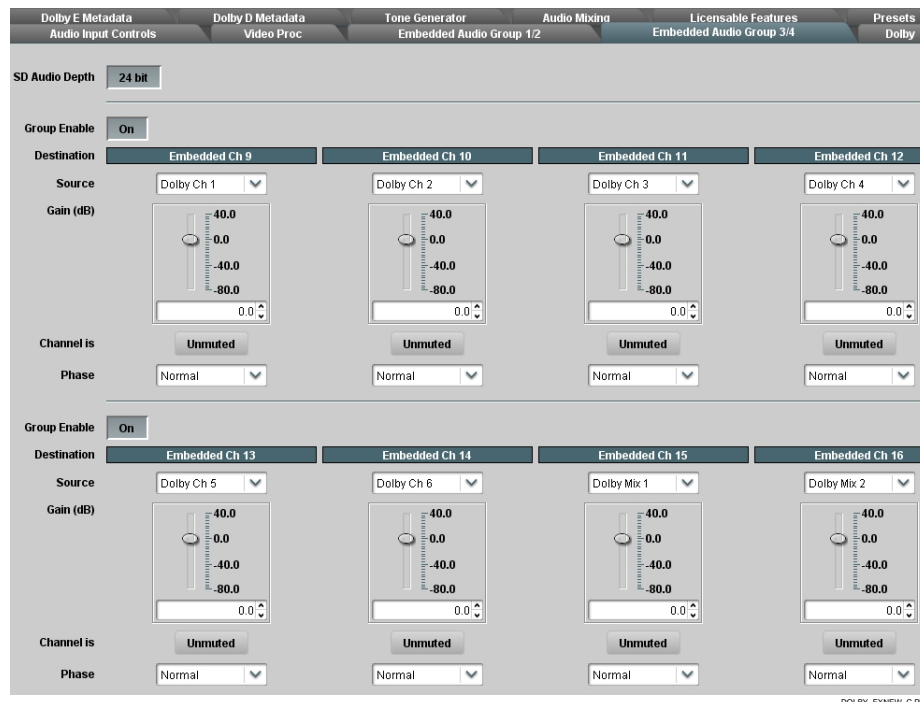 Dolby E Metadata Dolby D Metadata Tone Generator Audio Mixing Licensable Features Presets
Audio Input Controls Video Proc Embedded Audio Group 1/2 Embedded Audio Group 3/4 Dolby
SD Audio Depth 24 bit
Group Enable On
Destination Embedded Ch 9 Embedded Ch 10 Embedded Ch 11 Embedded Ch 12
Source Dolby Ch 1 Dolby Ch 2 Dolby Ch 3 Dolby Ch 4
Gain (dB) 40.0 40.0 40.0 40.0
0.0 0.0 0.0 0.0
-40.0 -40.0 -40.0 -40.0
-80.0 -80.0 -80.0 -80.0
0.0 0.0 0.0 0.0
Channel is Unmuted Unmuted Unmuted Unmuted
Phase Normal Normal Normal Normal
Group Enable On
Destination Embedded Ch 13 Embedded Ch 14 Embedded Ch 15 Embedded Ch 16
Source Dolby Ch 5 Dolby Ch 6 Dolby Mix 1 Dolby Mix 2
Gain (dB) 40.0 40.0 40.0 40.0
0.0 0.0 0.0 0.0
-40.0 -40.0 -40.0 -40.0
-80.0 -80.0 -80.0 -80.0
0.0 0.0 0.0 0.0
Channel is Unmuted Unmuted Unmuted Unmuted
Phase Normal Normal Normal Normal